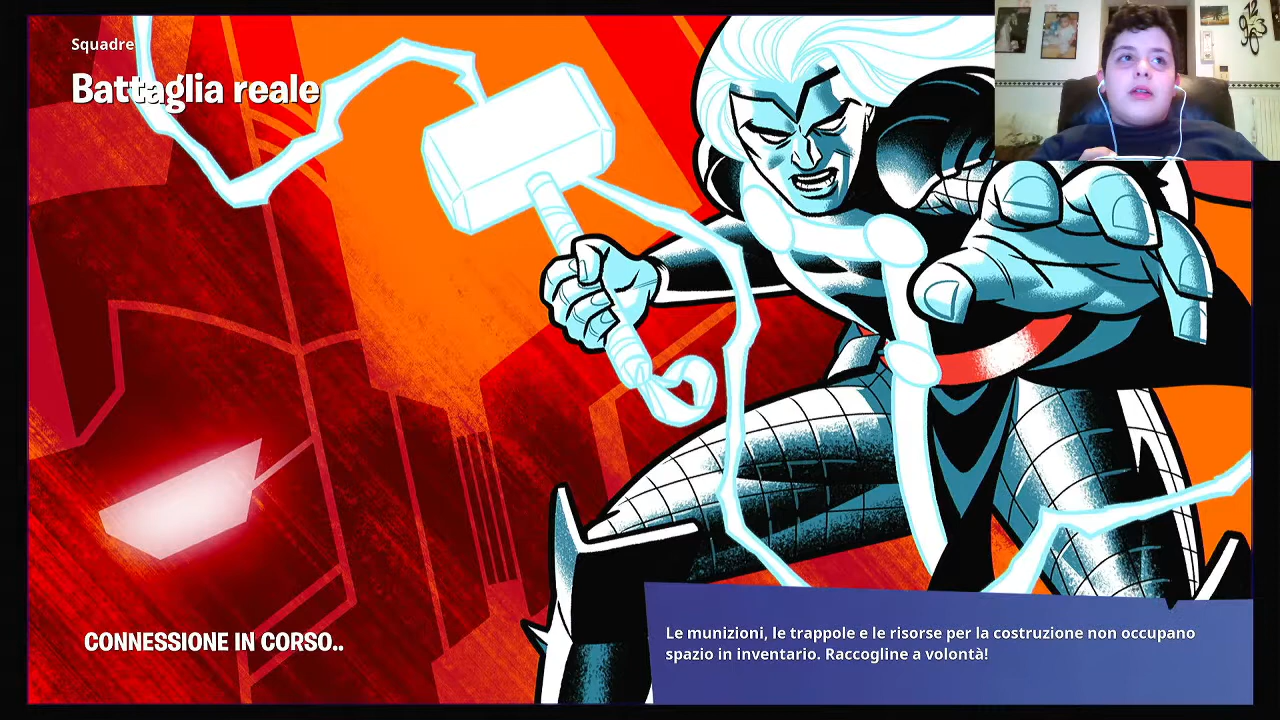 Squadre
Battaglia reale
CONNESSIONE IN CORSO..
Le munizioni, le trappole e le risorse per la costruzione non occupano
spazio in inventario. Raccogline a volontà!